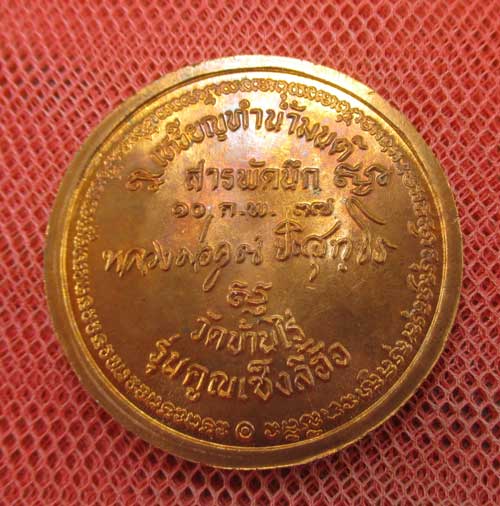 เหรียญทำน้ำมนต์
สารพัดนึก
๑๐ ก.พ. ๓๗
หลวงพ่อคูณ ปริสุทฺโธ
วัดบ้านไร่
รุ่นคูณเซ็งลี้ฮ้อ